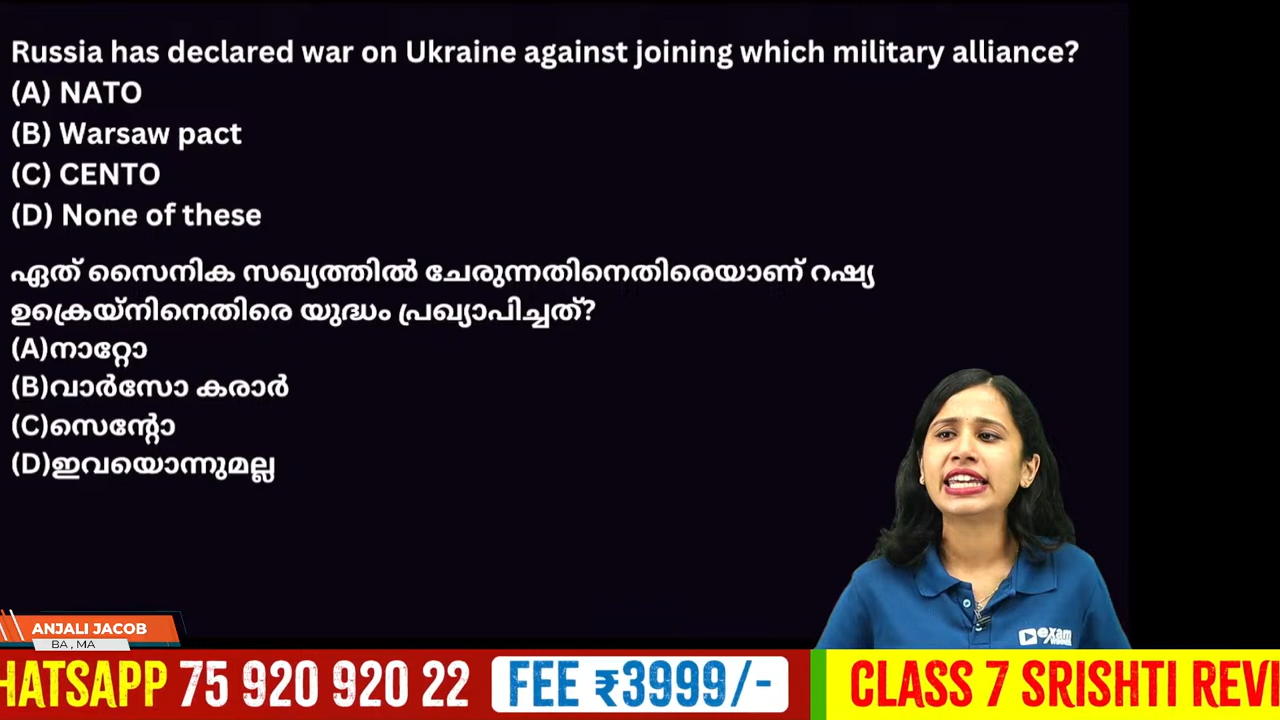 Russia has declared war on Ukraine against joining which military alliance?
(A) NATO
(B) Warsaw pact
(C) CENTO
(D) None of these
ഏത് സൈനിക സഖ്യത്തിൽ ചേരുന്നതിനെതിരെയാണ് റഷ്യ
ഉക്രെയ്നിനെതിരെ യുദ്ധം പ്രഖ്യാപിച്ചത്?
(A)നാറ്റോ
(B)വാർസോ കരാർ
(C)സെന്റോ
(D)ഇവയൊന്നുമല്ല
exam
WINNER
ANJALI JACOB
BA , MA
HATSAPP 75 920 920 22 FEE ₹3999/- CLASS 7 SRISHTI REVI